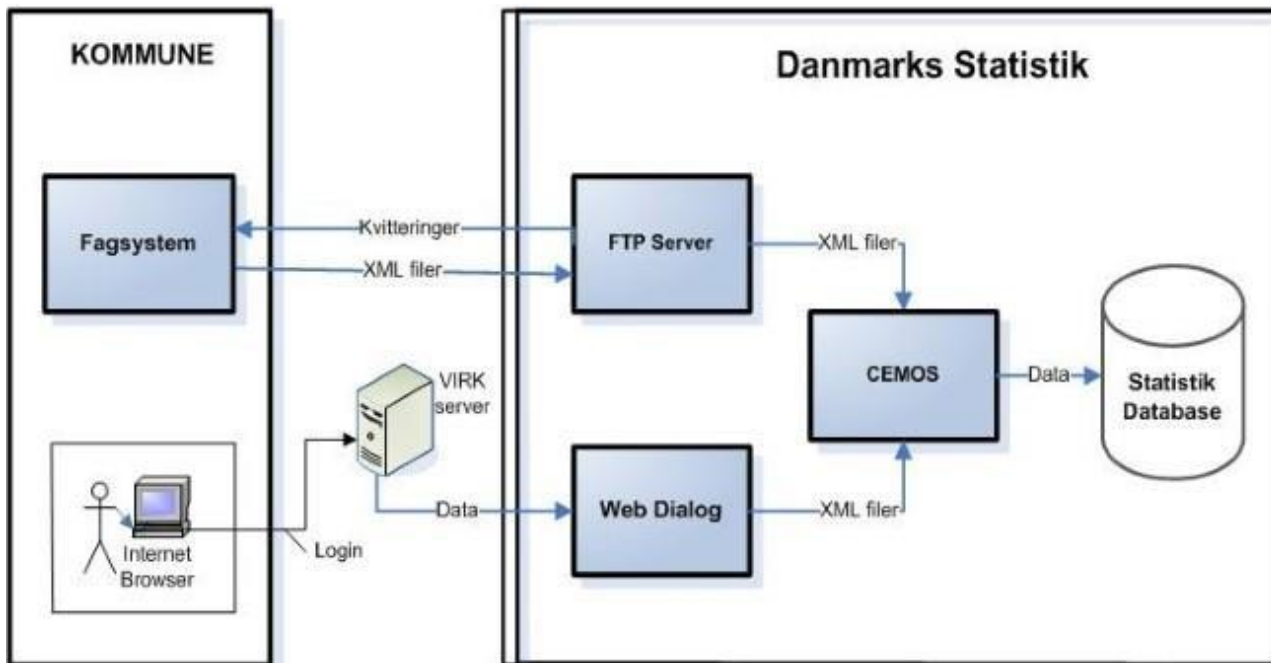 KOMMUNE
Danmarks Statistik
Fagsystem
Kvitteringer
XML filer
FTP Server
XML filer
CEMOS
Data
Statistik
Database
VIRK
server
Internet
Browser
Login
Data
Web Dialog
XML filer